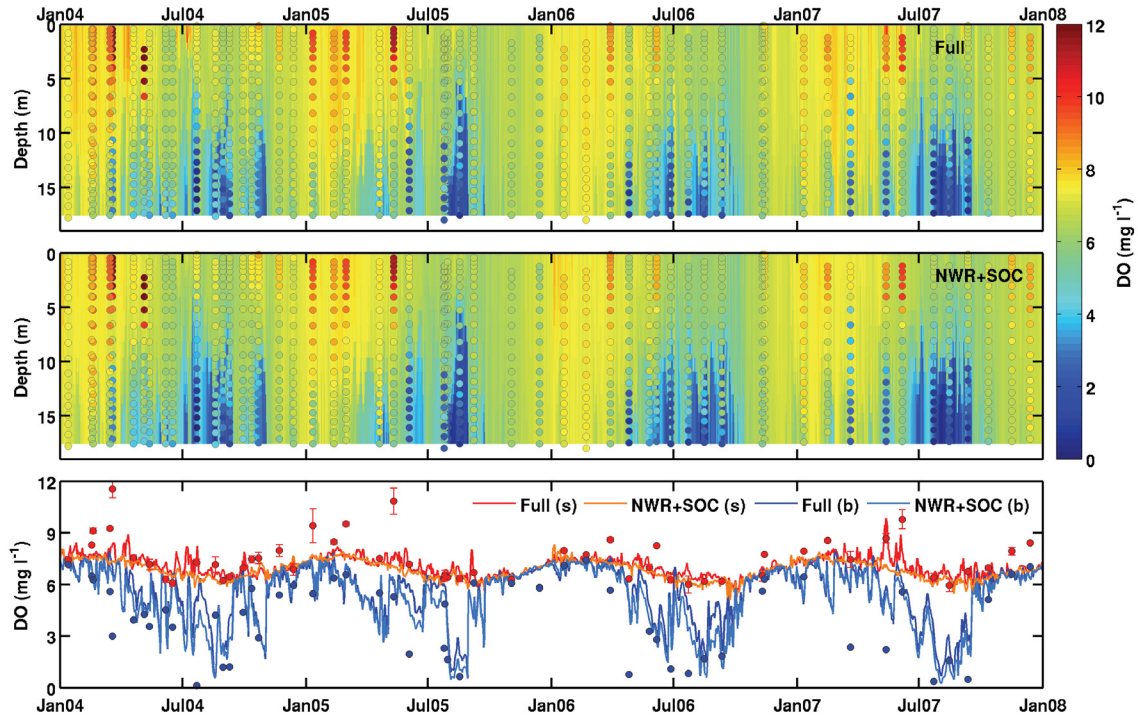 Jan04 Jul04 Jan05 Jul05 Jan06 Jul06 Jan07 Jul07 Jan08
0
5
10
15
Depth (m)
Full
0
5
10
15
Depth (m)
NWR+SOC
12
10
8
6
4
2
0
DO (mg l⁻¹)
12
9
6
3
0
DO (mg l⁻¹)
Full (s) NWR+SOC (s) Full (b) NWR+SOC (b)
Jan04 Jul04 Jan05 Jul05 Jan06 Jul06 Jan07 Jul07 Jan08